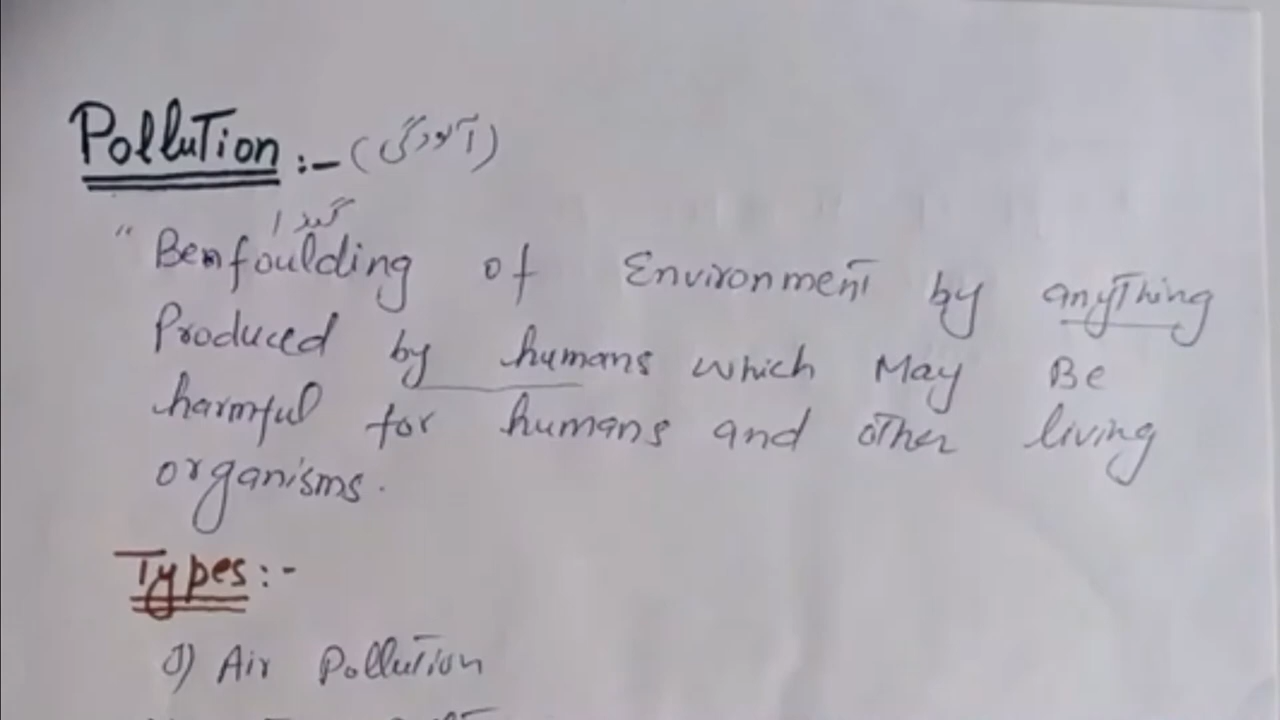 Pollution :- (آلودگی)
گندا
"Benfoulding of Environment by anything
Produced by humans which May Be
harmful for humans and other living
organisms.
Types:-
1) Air Pollution